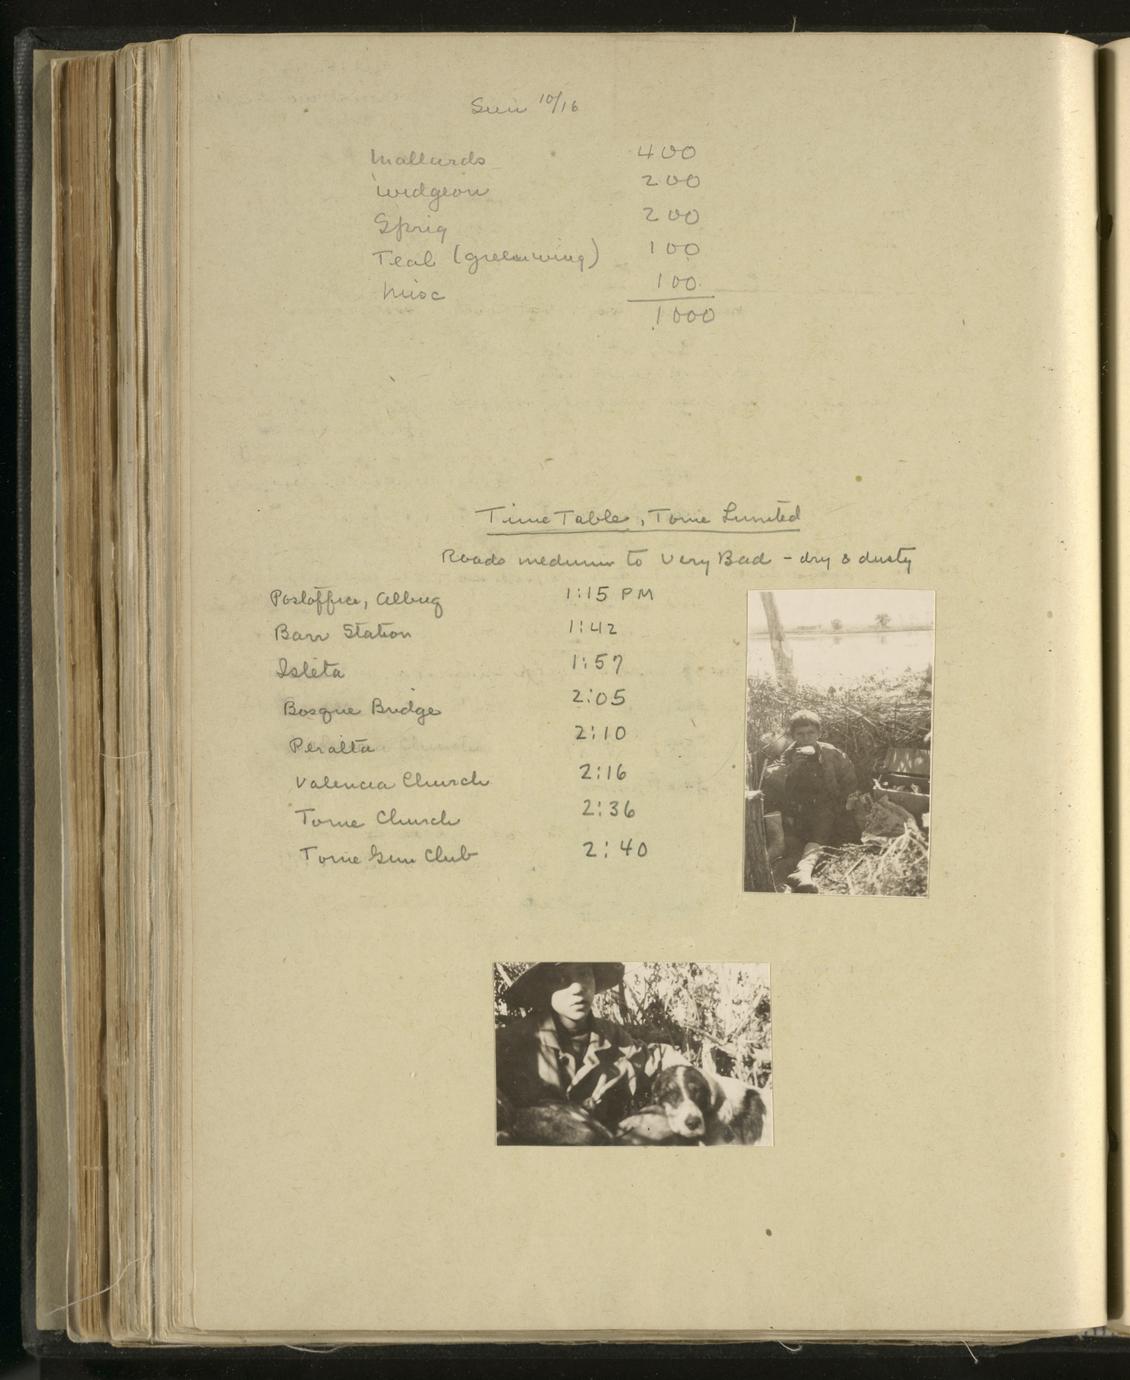 Sun 10/16
Mallards 400
Widgeon 200
Sprig 200
Teal (greenwing) 100
Misc 100
1000
Time Table, Tome Limited
Roads medium to Very Bad - dry & dusty
Postoffice, Albuq 1:15 PM
Barr Station 1:42
Isleta 1:57
Bosque Bridge 2:05
Peralta 2:10
Valencia Church 2:16
Tome Church 2:36
Tome Gun Club 2:40